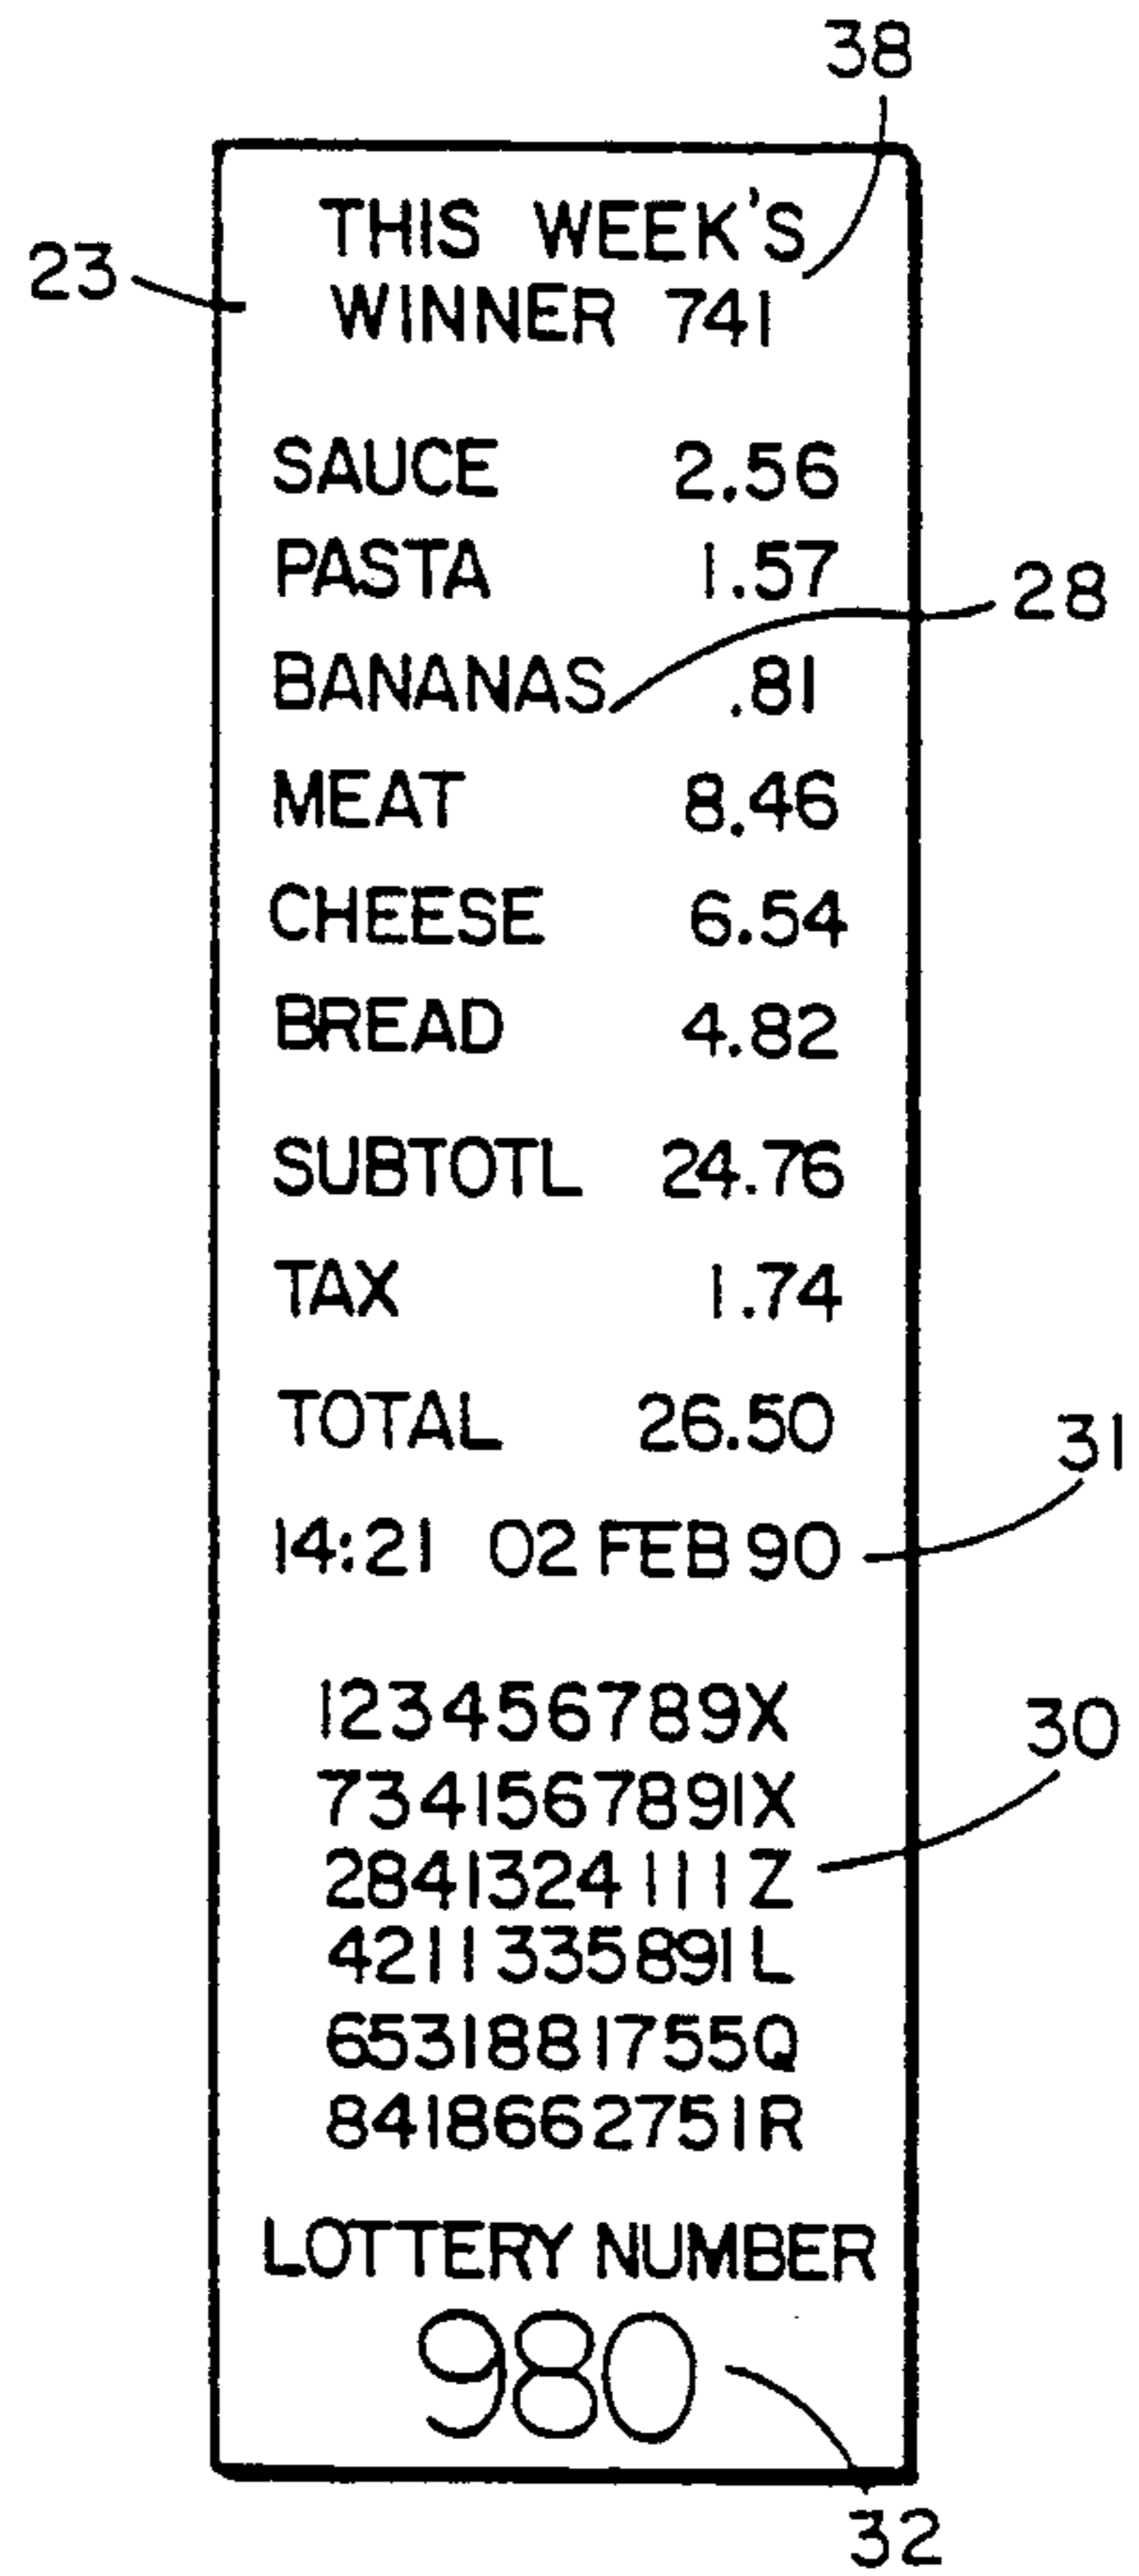 38
THIS WEEK'S
23
WINNER 741
SAUCE 2.56
PASTA 1.57
28
BANANAS .81
MEAT 8.46
CHEESE 6.54
BREAD 4.82
SUBTOTL 24.76
TAX 1.74
TOTAL 26.50
31
14:21 02 FEB 90
123456789X
30
7341567891X
2841324111Z
4211335891L
6531881755Q
8418662751R
LOTTERY NUMBER
980
32